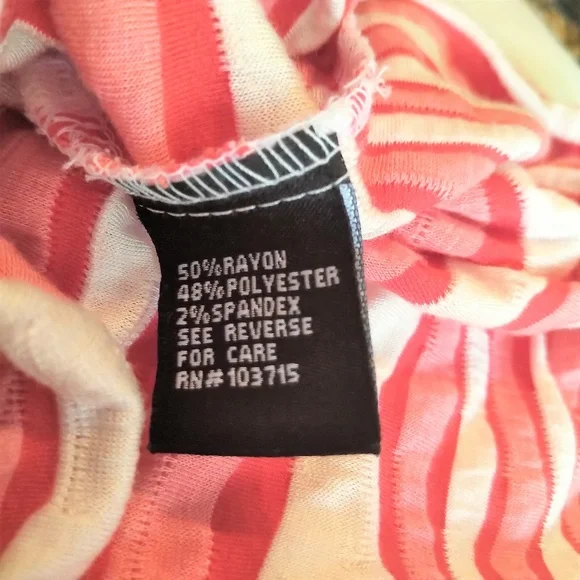 50%RAYON
48%POLYESTER
2%SPANDEX
SEE REVERSE
FOR CARE
RN#103715